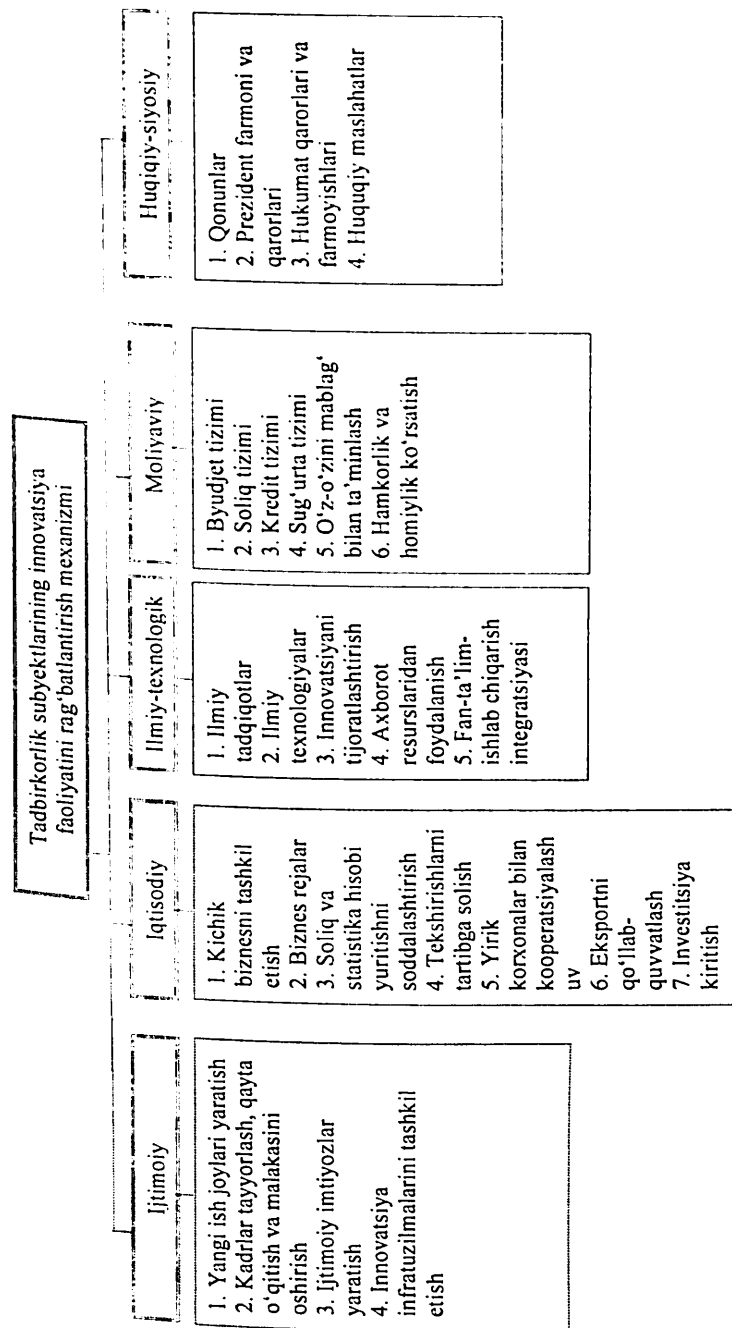 Tadbirkorlik subyektlarining innovatsiya
faoliyatini rag‘batlantirish mexanizmi
Ijtimoiy
1. Yangi ish joylari yaratish
2. Kadrlar tayyorlash, qayta
o‘qitish va malakasini
oshirish
3. Ijtimoiy imtiyozlar
yaratish
4. Innovatsiya
infratuzilmalarini tashkil
etish
Iqtisodiy
1. Kichik
biznesni tashkil
etish
2. Biznes rejalar
3. Soliq va
statistika hisobi
yuritishni
soddalashtirish
4. Tekshirishlarni
tartibga solish
5. Yirik
korxonalar bilan
kooperatsiyalash
uv
6. Eksportni
qo‘llab-
quvvatlash
7. Investitsiya
kiritish
Ilmiy-texnologik
1. Ilmiy
tadqiqotlar
2. Ilmiy
texnologiyalar
3. Innovatsiyani
tijoratlashtirish
4. Axborot
resurslaridan
foydalanish
5. Fan-ta’lim-
ishlab chiqarish
integratsiyasi
Moliyaviy
1. Byudjet tizimi
2. Soliq tizimi
3. Kredit tizimi
4. Sug‘urta tizimi
5. O‘z-o‘zini mablag‘
bilan ta’minlash
6. Hamkorlik va
homiylik ko‘rsatish
Huqiqiy-siyosiy
1. Qonunlar
2. Prezident farmoni va
qarorlari
3. Hukumat qarorlari va
farmoyishlari
4. Huquqiy maslahatlar